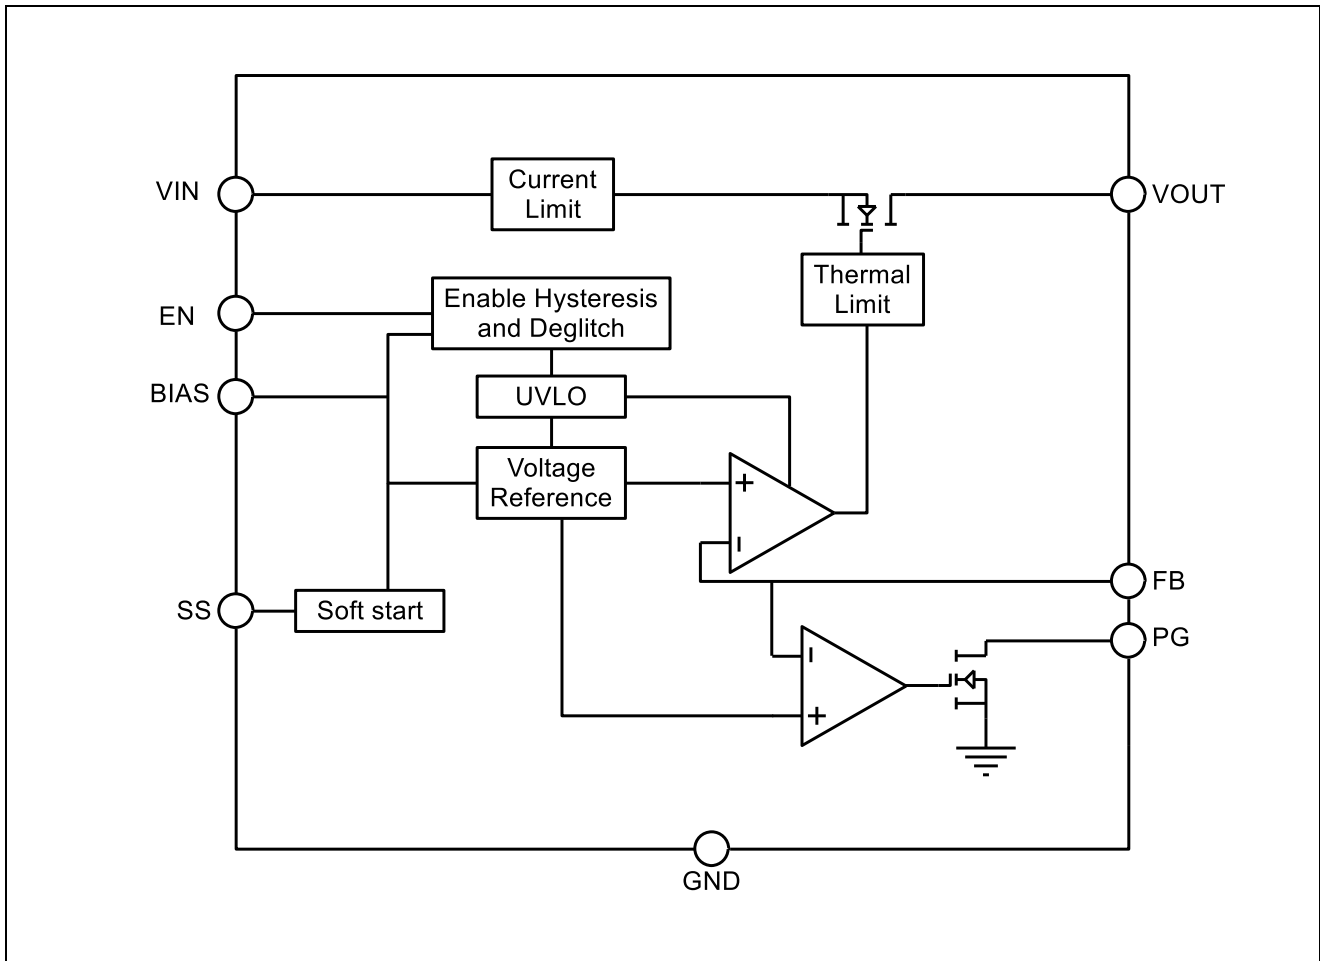 VIN
Current
Limit
VOUT
Thermal
Limit
EN
Enable Hysteresis
and Deglitch
BIAS
UVLO
Voltage
Reference
+
FB
SS
Soft start
PG
+
GND